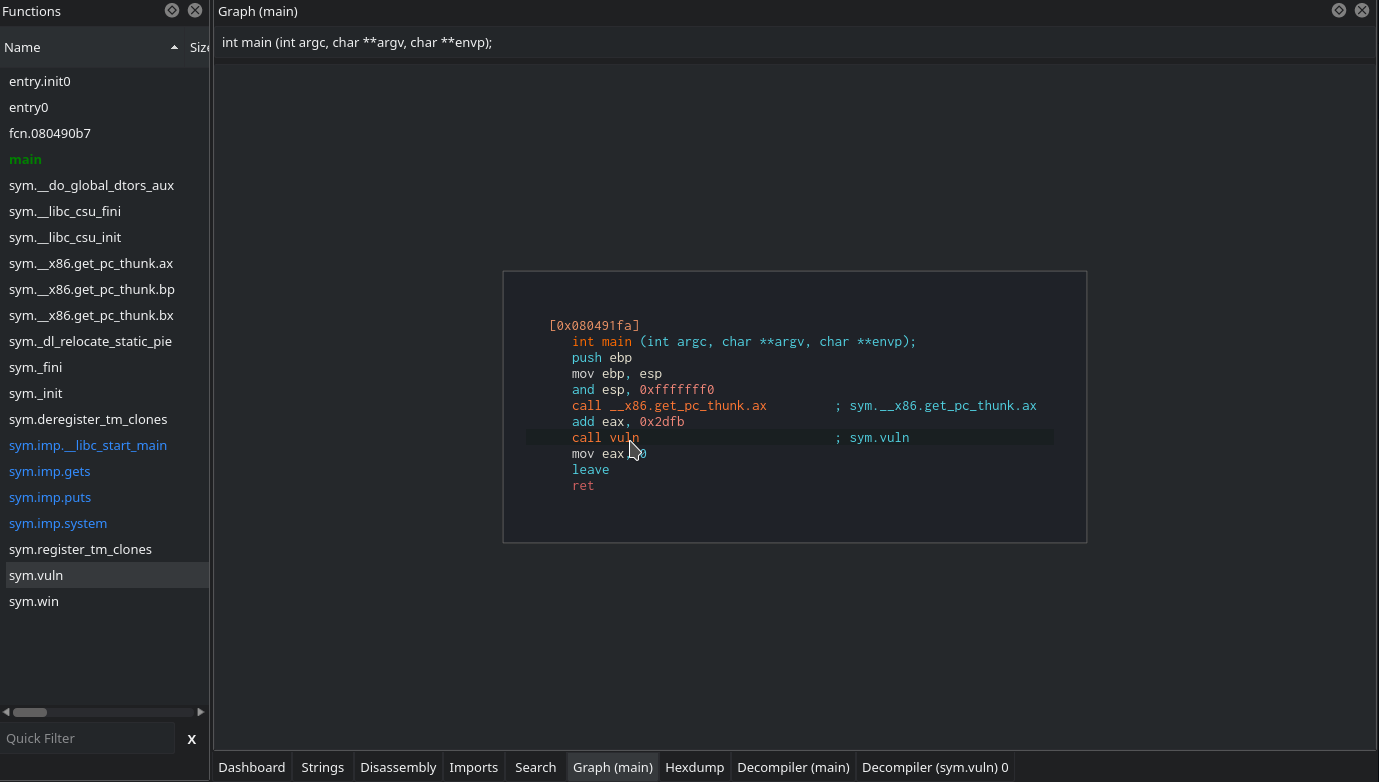 Functions
Name Size
entry.init0
entry0
fcn.080490b7
main
sym.__do_global_dtors_aux
sym.__libc_csu_fini
sym.__libc_csu_init
sym.__x86.get_pc_thunk.ax
sym.__x86.get_pc_thunk.bp
sym.__x86.get_pc_thunk.bx
sym._dl_relocate_static_pie
sym._fini
sym._init
sym.deregister_tm_clones
sym.imp.__libc_start_main
sym.imp.gets
sym.imp.puts
sym.imp.system
sym.register_tm_clones
sym.vuln
sym.win
Quick Filter X
Graph (main)
int main (int argc, char **argv, char **envp);
[0x080491fa]
int main (int argc, char **argv, char **envp);
push ebp
mov ebp, esp
and esp, 0xfffffff0
call __x86.get_pc_thunk.ax ; sym.__x86.get_pc_thunk.ax
add eax, 0x2dfb
call vuln ; sym.vuln
mov eax, 0
leave
ret
Dashboard Strings Disassembly Imports Search Graph (main) Hexdump Decompiler (main) Decompiler (sym.vuln) 0